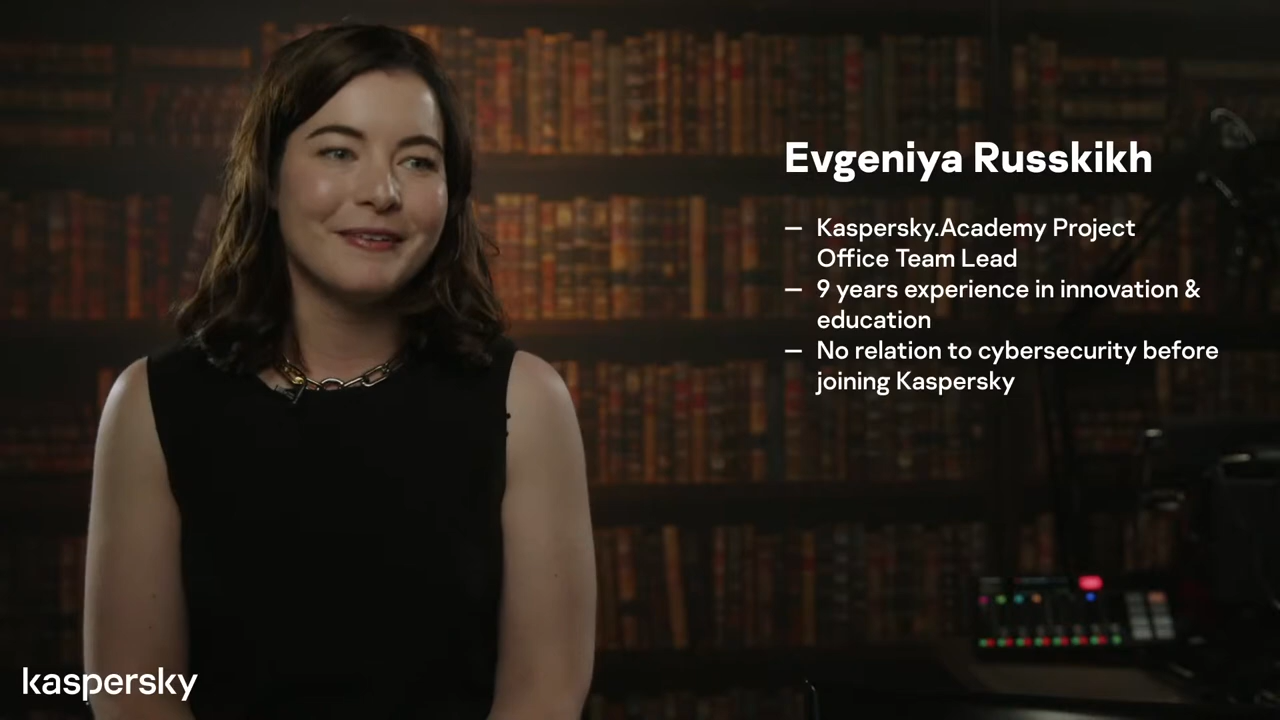 Evgeniya Russkikh
— Kaspersky.Academy Project
Office Team Lead
— 9 years experience in innovation &
education
— No relation to cybersecurity before
joining Kaspersky
kaspersky